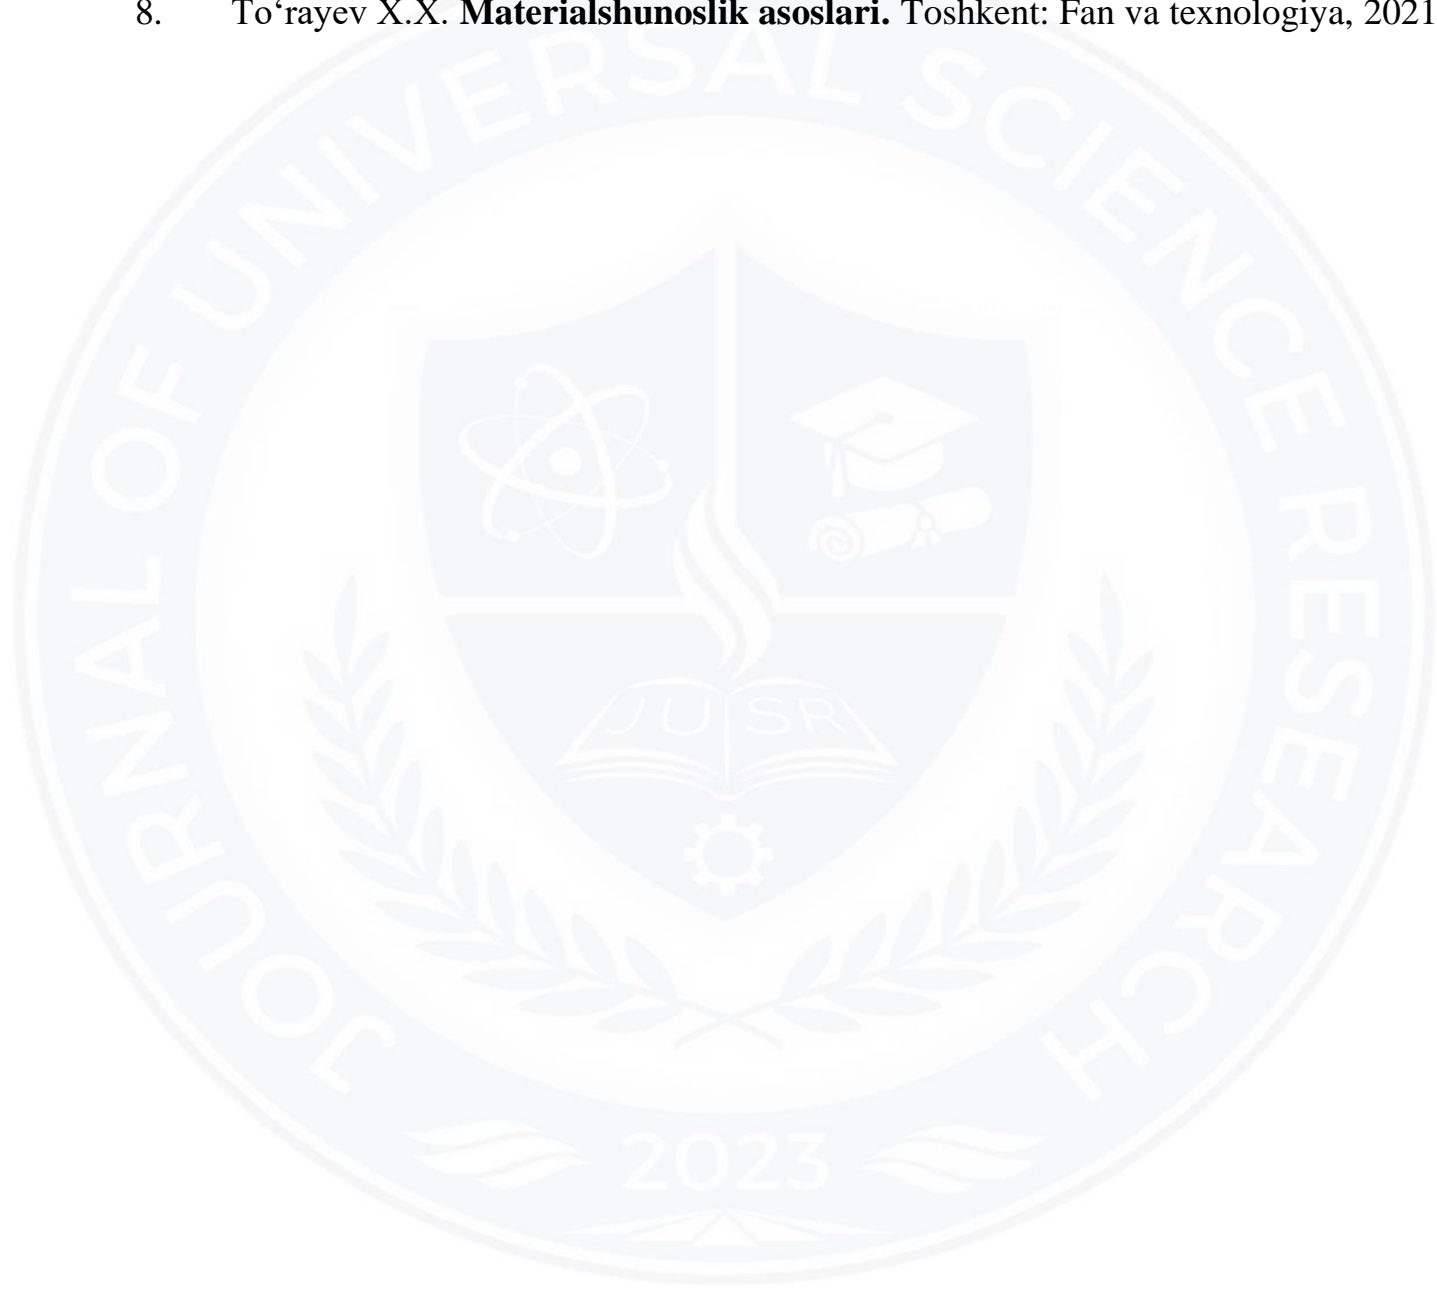 8. To‘rayev X.X. Materialshunoslik asoslari. Toshkent: Fan va texnologiya, 2021
JOURNAL OF UNIVERSAL SCIENCE RESEARCH
JUSR
2023